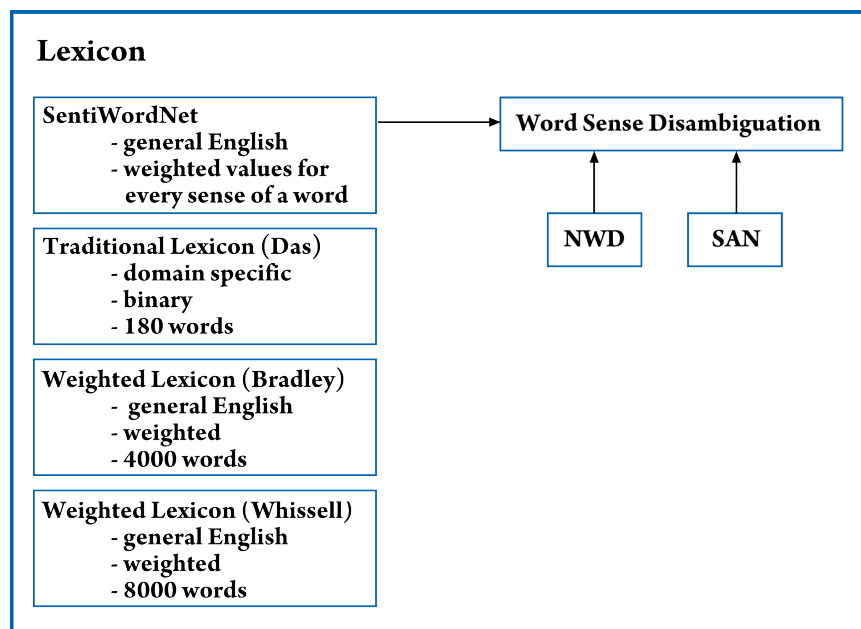 Lexicon
SentiWordNet
- general English
- weighted values for
every sense of a word
Word Sense Disambiguation
NWD
SAN
Traditional Lexicon (Das)
- domain specific
- binary
- 180 words
Weighted Lexicon (Bradley)
- general English
- weighted
- 4000 words
Weighted Lexicon (Whissell)
- general English
- weighted
- 8000 words